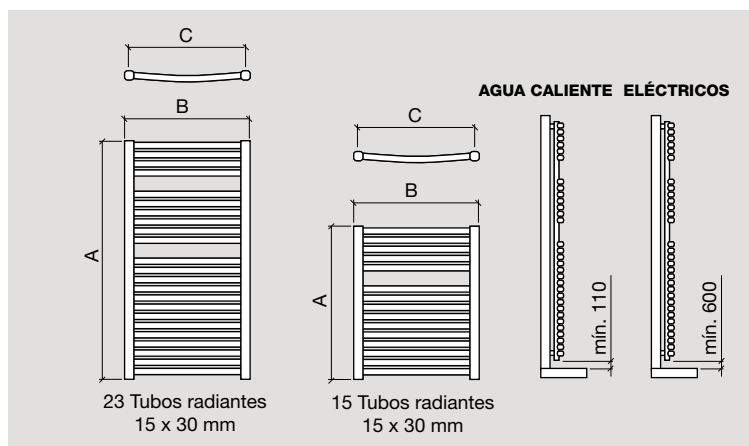 C
B
A
23 Tubos radiantes
15 x 30 mm
C
B
A
15 Tubos radiantes
15 x 30 mm
AGUA CALIENTE ELÉCTRICOS
mín. 110
mín. 600